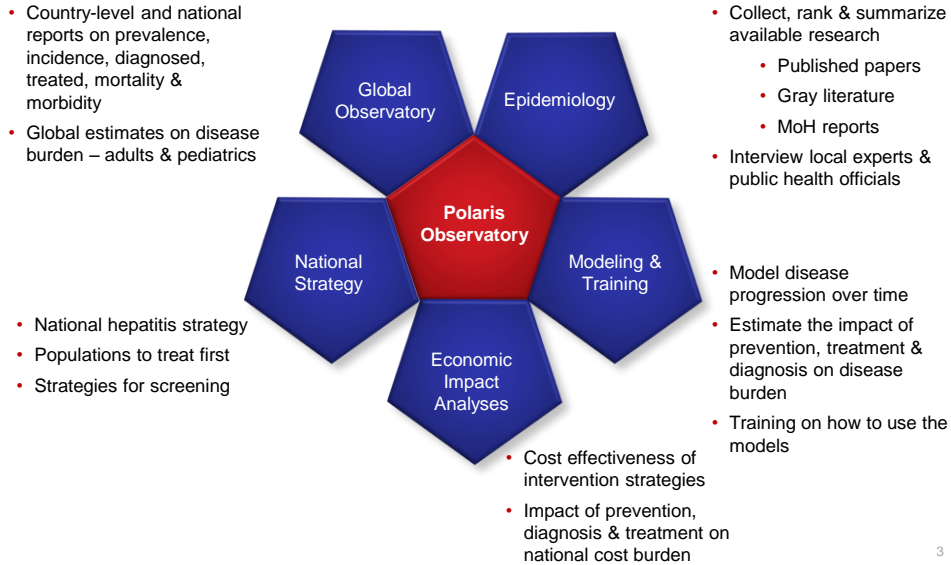 • Country-level and national
reports on prevalence,
incidence, diagnosed,
treated, mortality &
morbidity
• Global estimates on disease
burden – adults & pediatrics
Global
Observatory
Epidemiology
• Collect, rank & summarize
available research
• Published papers
• Gray literature
• MoH reports
• Interview local experts &
public health officials
Polaris
Observatory
National
Strategy
Modeling &
Training
• National hepatitis strategy
• Populations to treat first
• Strategies for screening
• Model disease
progression over time
• Estimate the impact of
prevention, treatment &
diagnosis on disease
burden
• Training on how to use the
models
Economic
Impact
Analyses
• Cost effectiveness of
intervention strategies
• Impact of prevention,
diagnosis & treatment on
national cost burden
3